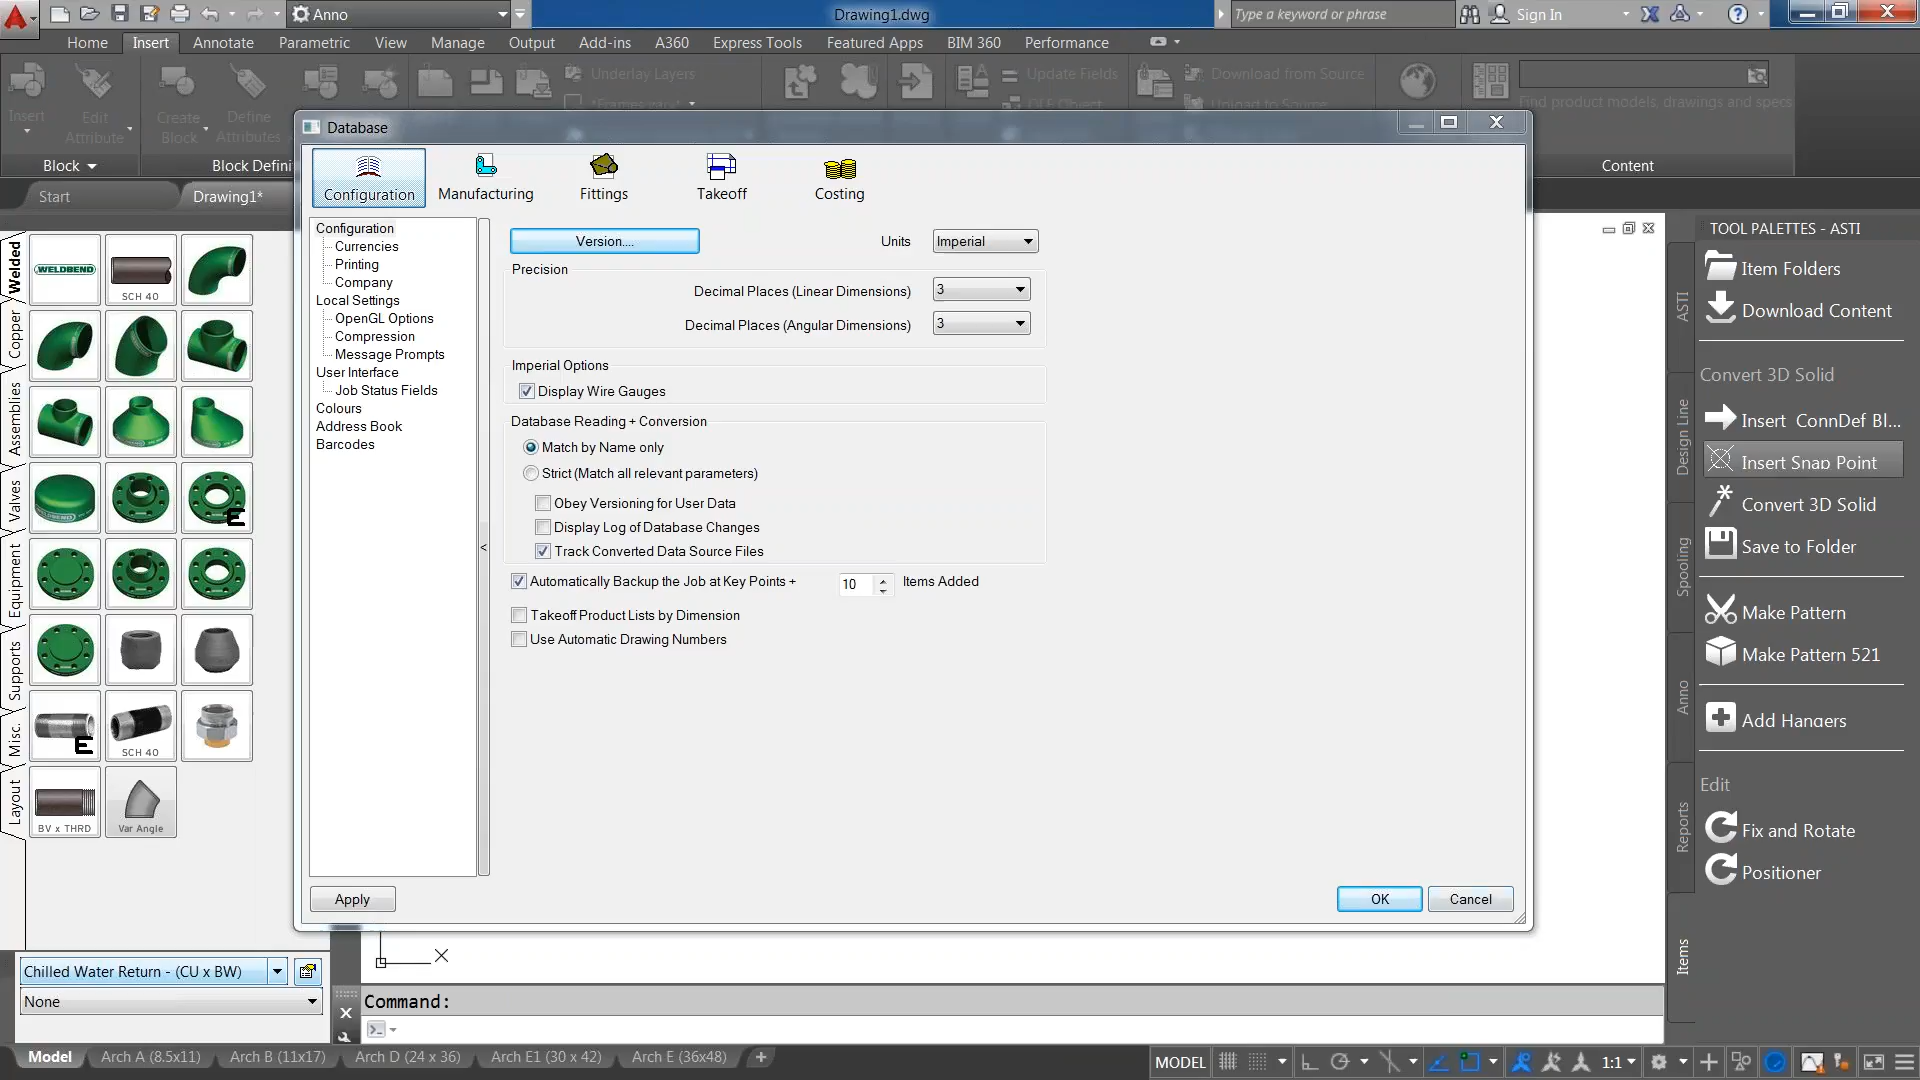 Anno
Drawing1.dwg
Type a keyword or phrase
Sign In
Home
Insert
Annotate
Parametric
View
Manage
Output
Add-ins
A360
Express Tools
Featured Apps
BIM 360
Performance
Underlay Layers
Update Fields
Download from Source
OLE Object
Upload to Source
Insert
Edit
Attribute
Create
Block
Define
Attributes
Find product models, drawings and specs
Block
Block Defini
Content
Start
Drawing1*
Database
Configuration
Manufacturing
Fittings
Takeoff
Costing
Configuration
Currencies
Printing
Company
Local Settings
OpenGL Options
Compression
Message Prompts
User Interface
Job Status Fields
Colours
Address Book
Barcodes
Version....
Units
Imperial
Precision
Decimal Places (Linear Dimensions)
3
Decimal Places (Angular Dimensions)
3
Imperial Options
Display Wire Gauges
Database Reading + Conversion
Match by Name only
Strict (Match all relevant parameters)
Obey Versioning for User Data
Display Log of Database Changes
Track Converted Data Source Files
Automatically Backup the Job at Key Points +
10
Items Added
Takeoff Product Lists by Dimension
Use Automatic Drawing Numbers
Apply
OK
Cancel
Welded
Copper
Assemblies
Valves
Equipment
Supports
Misc.
Layout
WELDBEND
SCH 40
E
E
SCH 40
BV x THRD
Var Angle
Chilled Water Return - (CU x BW)
None
TOOL PALETTES - ASTI
ASTI
Design Line
Spooling
Anno
Reports
Items
Item Folders
Download Content
Convert 3D Solid
Insert ConnDef Bl...
Insert Snap Point
Convert 3D Solid
Save to Folder
Make Pattern
Make Pattern 521
Add Hangers
Edit
Fix and Rotate
Positioner
X
Command:
Model
Arch A (8.5x11)
Arch B (11x17)
Arch D (24 x 36)
Arch E1 (30 x 42)
Arch E (36x48)
MODEL
1:1